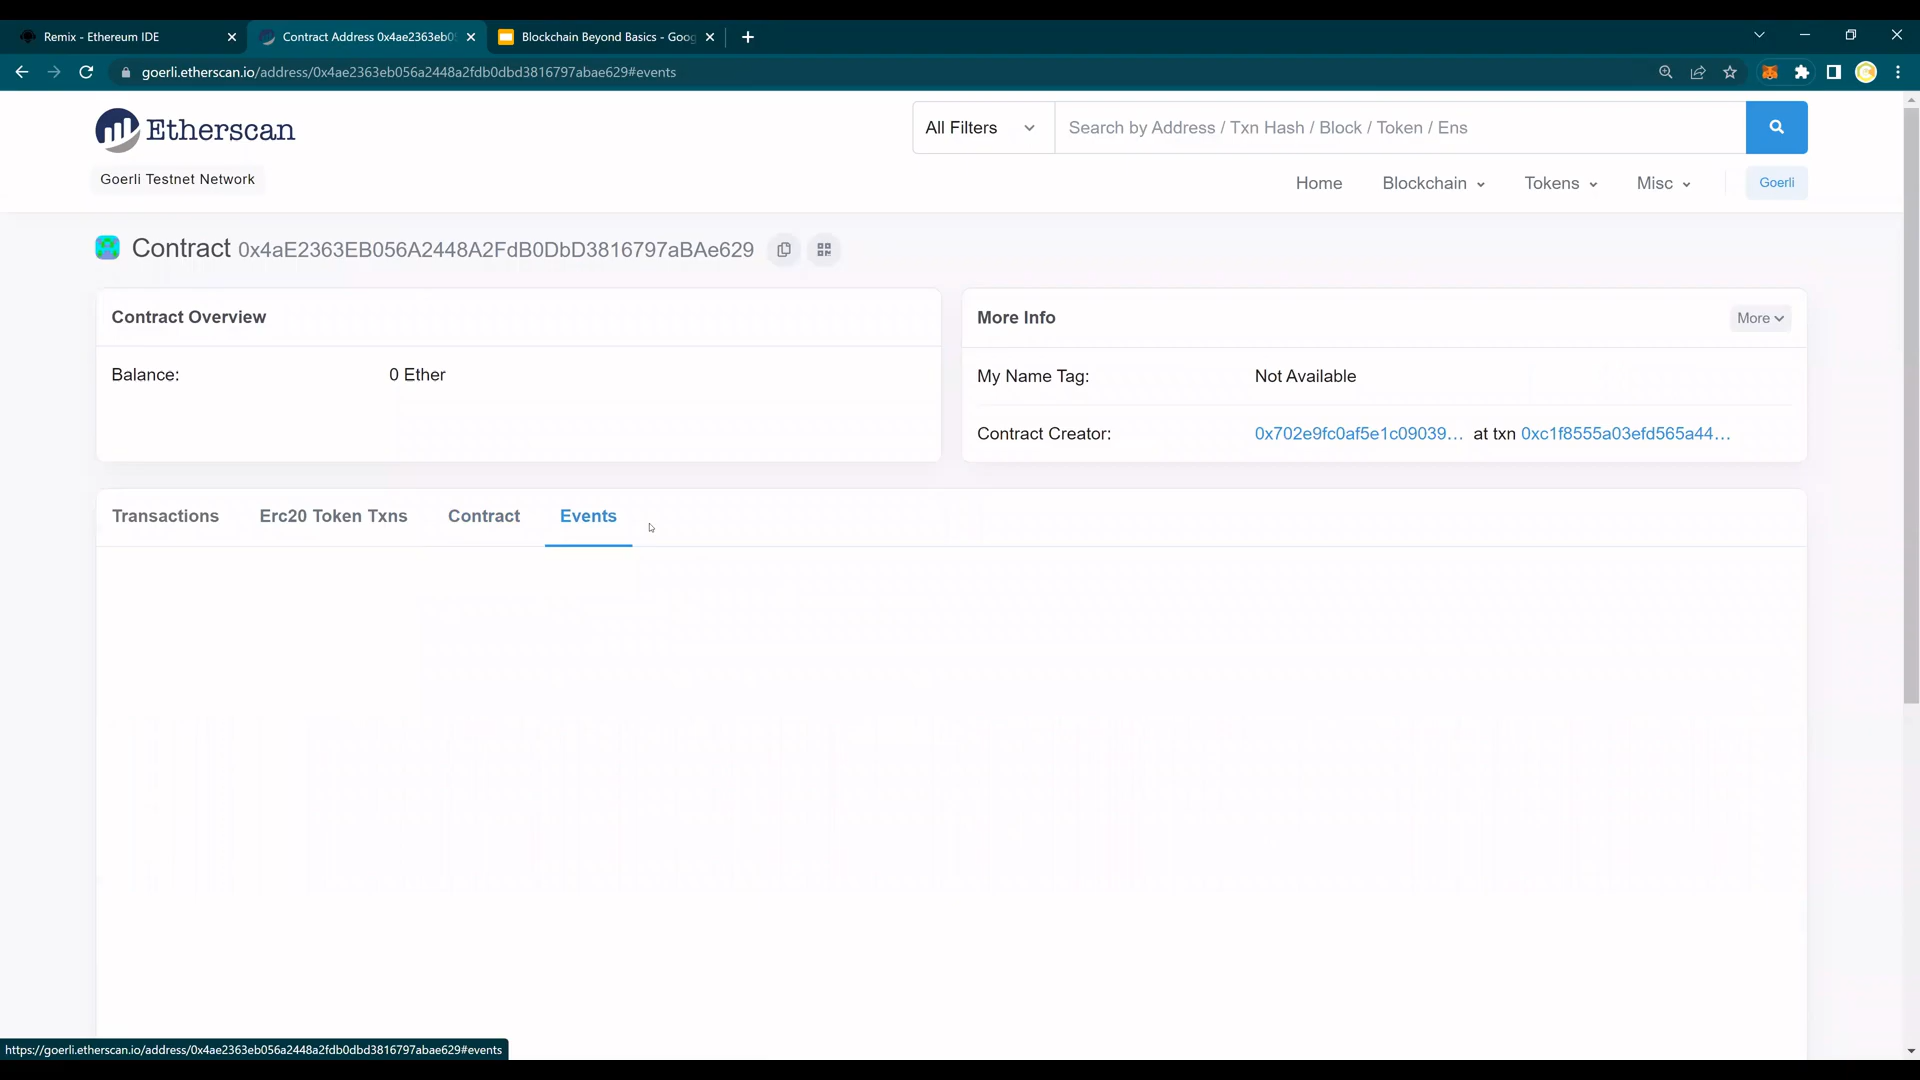 Remix - Ethereum IDE
Contract Address 0x4ae2363eb05
Blockchain Beyond Basics - Goog
goerli.etherscan.io/address/0x4ae2363eb056a2448a2fdb0dbd3816797abae629#events
Etherscan
All Filters
Search by Address / Txn Hash / Block / Token / Ens
Goerli Testnet Network
Home
Blockchain
Tokens
Misc
Goerli
Contract 0x4aE2363EB056A2448A2FdB0DbD3816797aBAe629
Contract Overview
More Info
More
Balance:
0 Ether
My Name Tag:
Not Available
Contract Creator:
0x702e9fc0af5e1c09039... at txn 0xc1f8555a03efd565a44...
Transactions
Erc20 Token Txns
Contract
Events
https://goerli.etherscan.io/address/0x4ae2363eb056a2448a2fdb0dbd3816797abae629#events